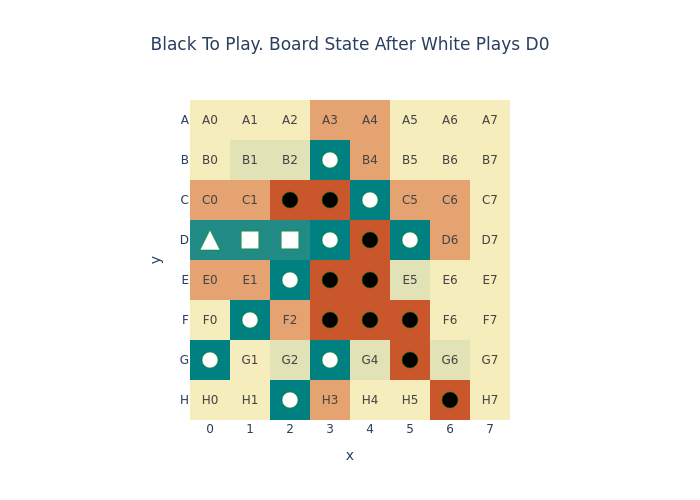 Black To Play. Board State After White Plays D0
A A0 A1 A2 A3 A4 A5 A6 A7
B B0 B1 B2 B4 B5 B6 B7
C C0 C1 C5 C6 C7
D D6 D7
y
E E0 E1 E5 E6 E7
F F0 F2 F6 F7
G G1 G2 G4 G6 G7
H H0 H1 H3 H4 H5 H7
0 1 2 3 4 5 6 7
x